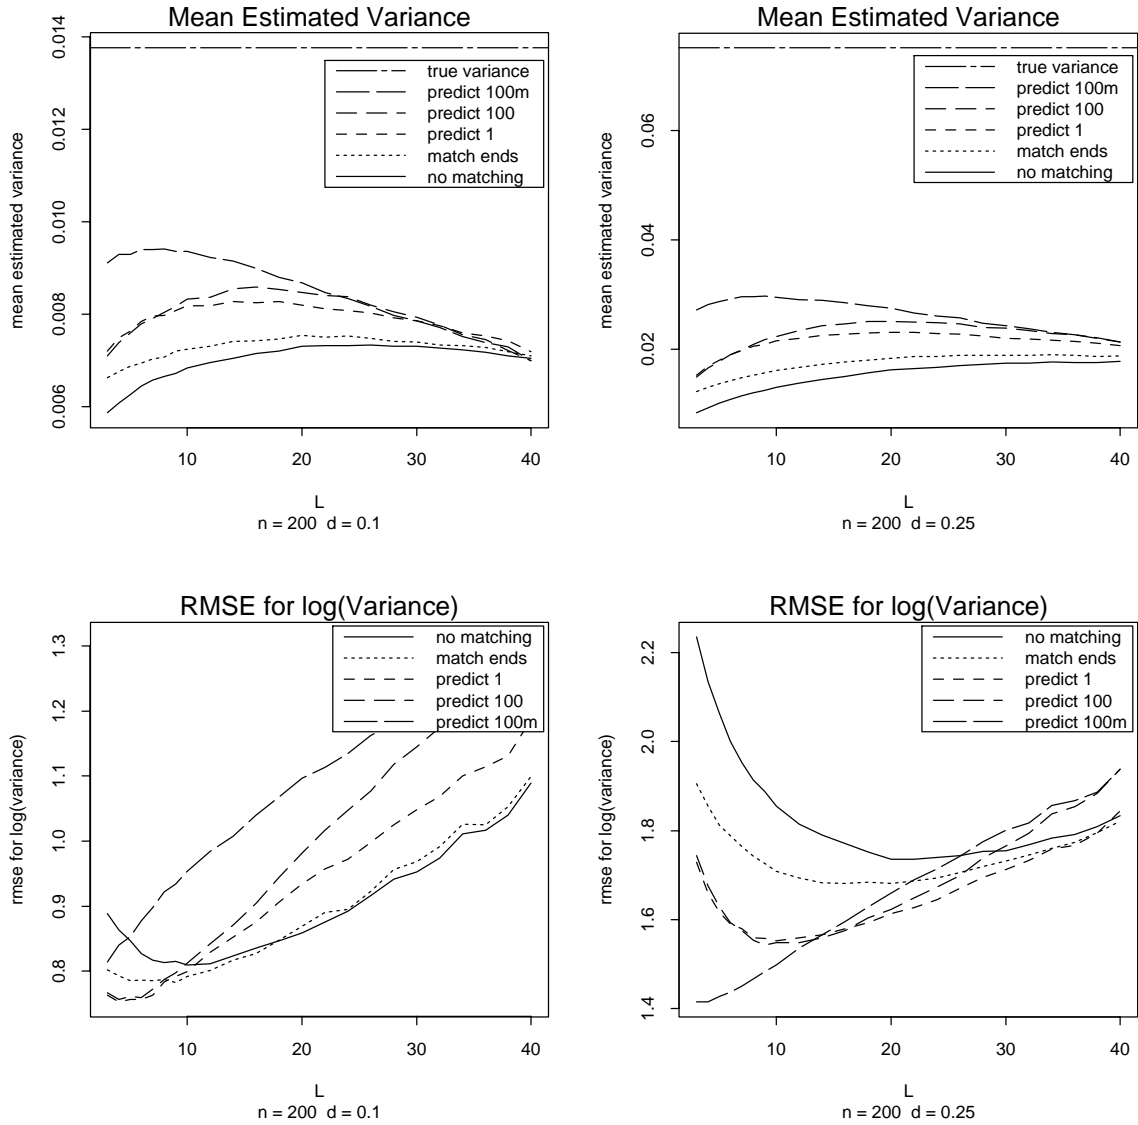 Mean Estimated Variance
mean estimated variance
0.006
0.008
0.010
0.012
0.014
true variance
predict 100m
predict 100
predict 1
match ends
no matching
10
20
30
40
L
n = 200 d = 0.1
Mean Estimated Variance
mean estimated variance
0.02
0.04
0.06
true variance
predict 100m
predict 100
predict 1
match ends
no matching
10
20
30
40
L
n = 200 d = 0.25
RMSE for log(Variance)
rmse for log(variance)
0.8
0.9
1.0
1.1
1.2
1.3
no matching
match ends
predict 1
predict 100
predict 100m
10
20
30
40
L
n = 200 d = 0.1
RMSE for log(Variance)
rmse for log(variance)
1.4
1.6
1.8
2.0
2.2
no matching
match ends
predict 1
predict 100
predict 100m
10
20
30
40
L
n = 200 d = 0.25